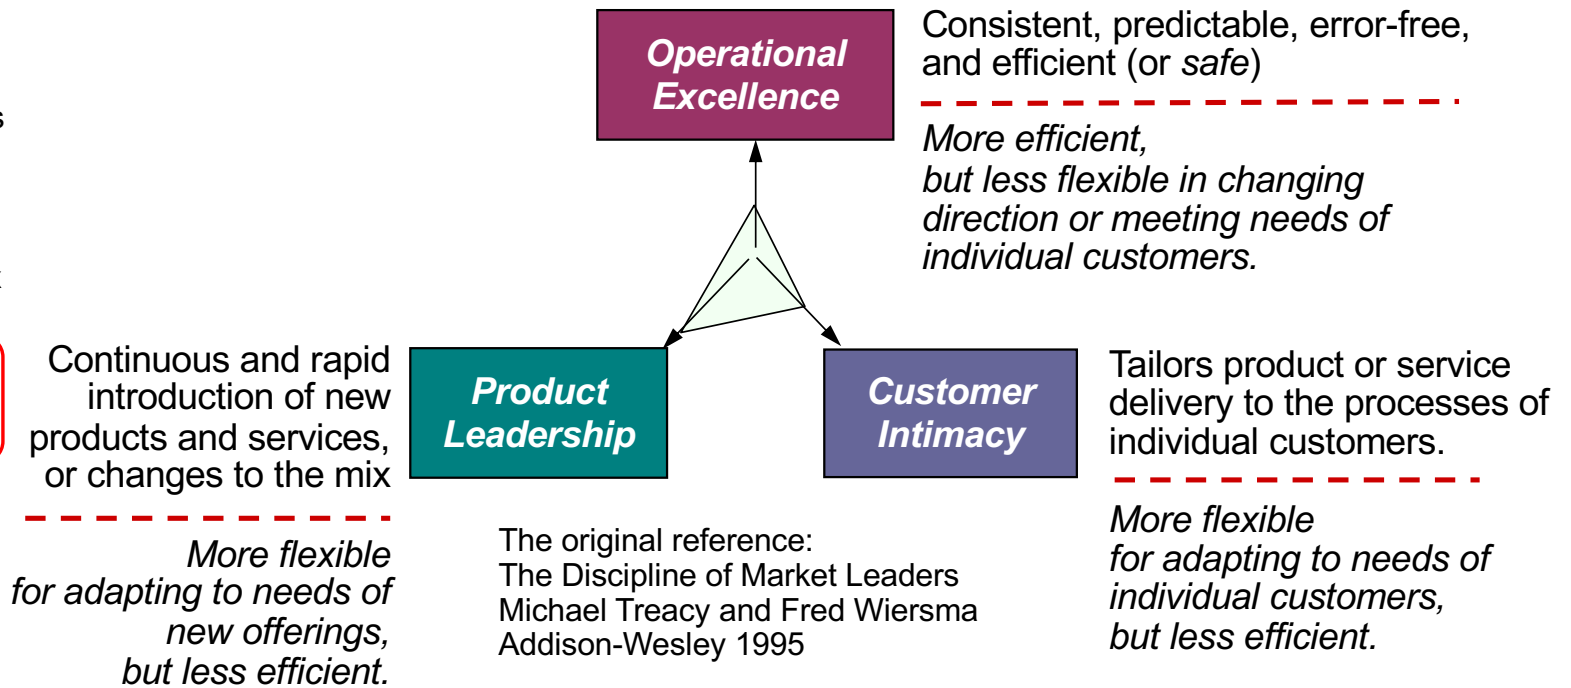 Operational
Excellence
Consistent, predictable, error-free,
and efficient (or safe)
More efficient,
but less flexible in changing
direction or meeting needs of
individual customers.
Continuous and rapid
introduction of new
products and services,
or changes to the mix
More flexible
for adapting to needs of
new offerings,
but less efficient.
Product
Leadership
Customer
Intimacy
Tailors product or service
delivery to the processes of
individual customers.
More flexible
for adapting to needs of
individual customers,
but less efficient.
The original reference:
The Discipline of Market Leaders
Michael Treacy and Fred Wiersma
Addison-Wesley 1995